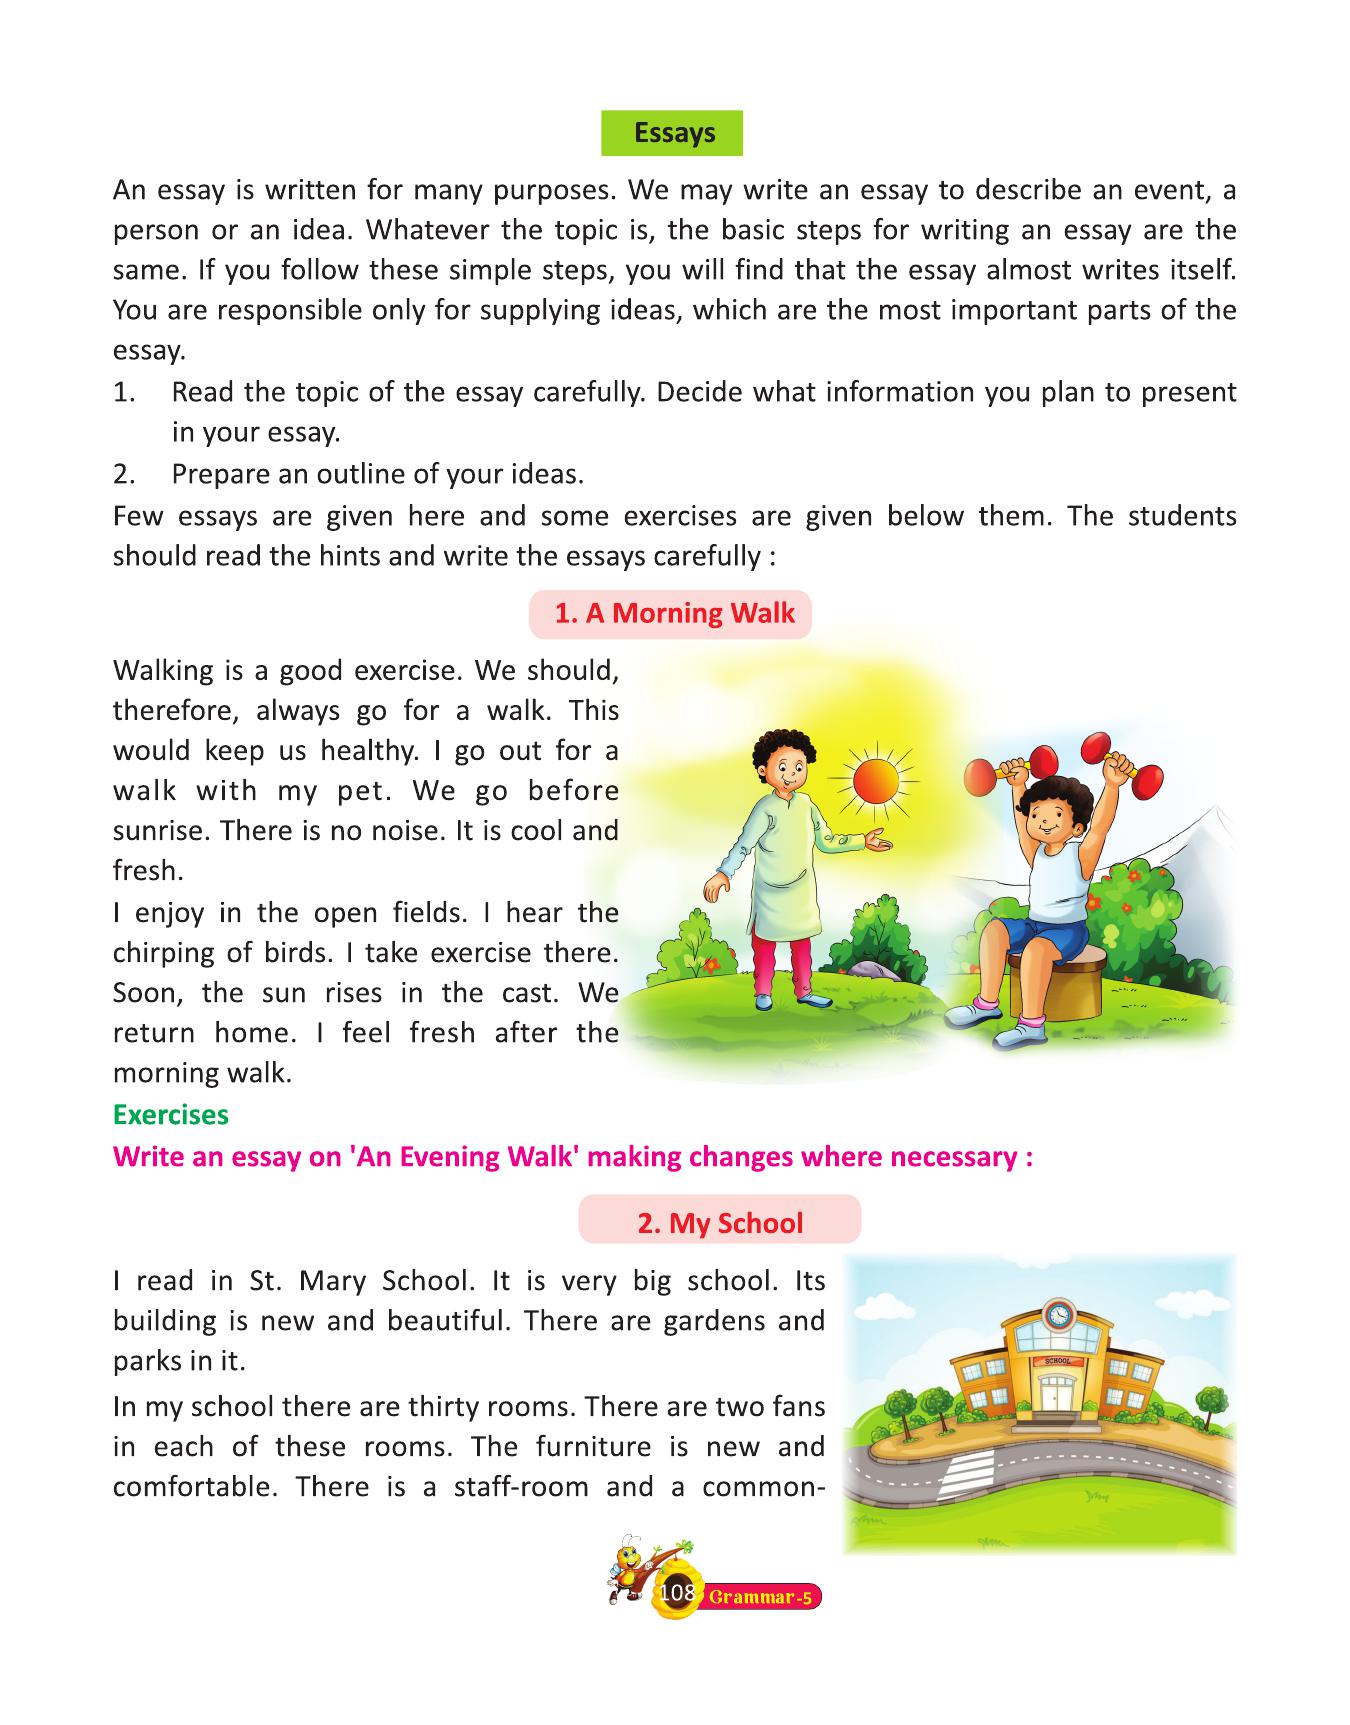 Essays
An essay is written for many purposes. We may write an essay to describe an event, a
person or an idea. Whatever the topic is, the basic steps for writing an essay are the
same. If you follow these simple steps, you will find that the essay almost writes itself.
You are responsible only for supplying ideas, which are the most important parts of the
essay.
1. Read the topic of the essay carefully. Decide what information you plan to present
in your essay.
2. Prepare an outline of your ideas.
Few essays are given here and some exercises are given below them. The students
should read the hints and write the essays carefully :
1. A Morning Walk
Walking is a good exercise. We should,
therefore, always go for a walk. This
would keep us healthy. I go out for a
walk with my pet. We go before
sunrise. There is no noise. It is cool and
fresh.
I enjoy in the open fields. I hear the
chirping of birds. I take exercise there.
Soon, the sun rises in the cast. We
return home. I feel fresh after the
morning walk.
Exercises
Write an essay on 'An Evening Walk' making changes where necessary :
2. My School
I read in St. Mary School. It is very big school. Its
building is new and beautiful. There are gardens and
parks in it.
In my school there are thirty rooms. There are two fans
in each of these rooms. The furniture is new and
comfortable. There is a staff-room and a common-
SCHOOL
108 Grammar-5